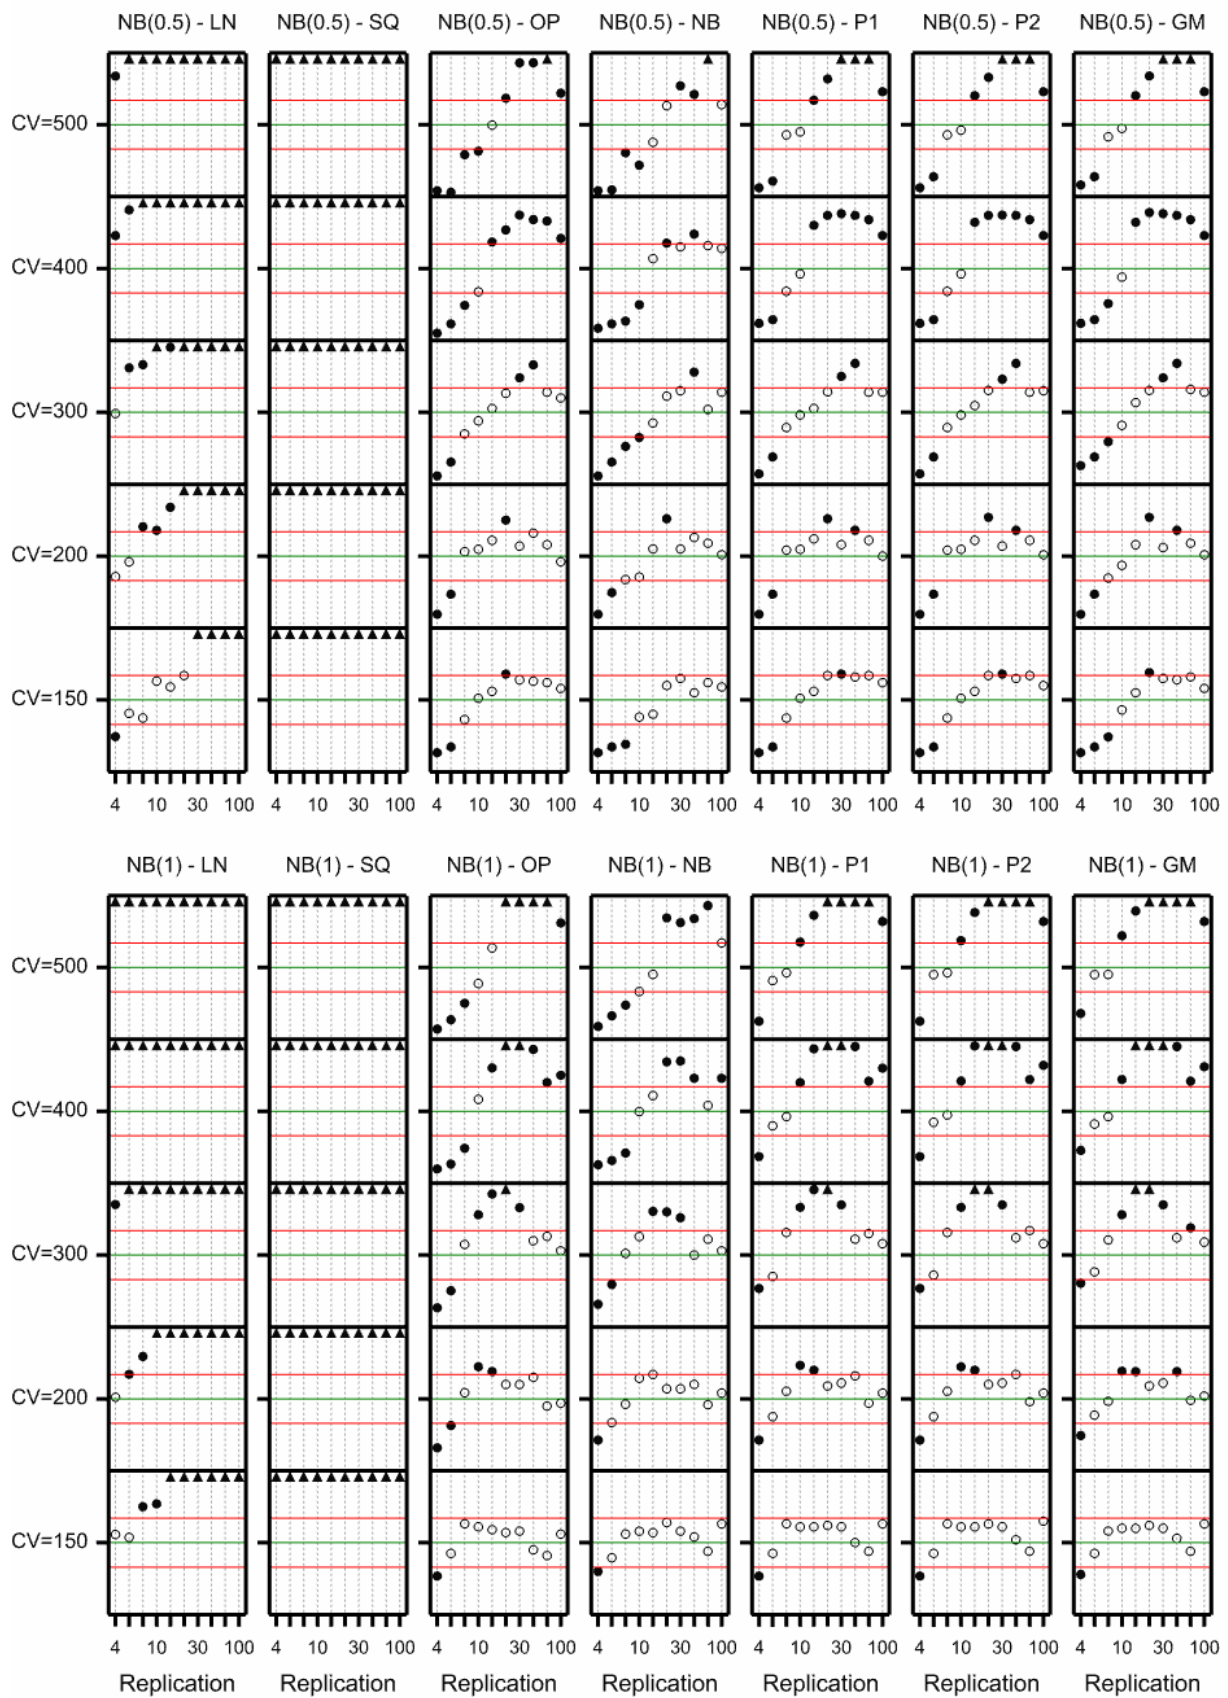 NB(0.5) - LN NB(0.5) - SQ NB(0.5) - OP NB(0.5) - NB NB(0.5) - P1 NB(0.5) - P2 NB(0.5) - GM
CV=500
CV=400
CV=300
CV=200
CV=150
4 10 30 100 4 10 30 100 4 10 30 100 4 10 30 100 4 10 30 100 4 10 30 100 4 10 30 100
NB(1) - LN NB(1) - SQ NB(1) - OP NB(1) - NB NB(1) - P1 NB(1) - P2 NB(1) - GM
CV=500
CV=400
CV=300
CV=200
CV=150
4 10 30 100 4 10 30 100 4 10 30 100 4 10 30 100 4 10 30 100 4 10 30 100 4 10 30 100
Replication Replication Replication Replication Replication Replication Replication